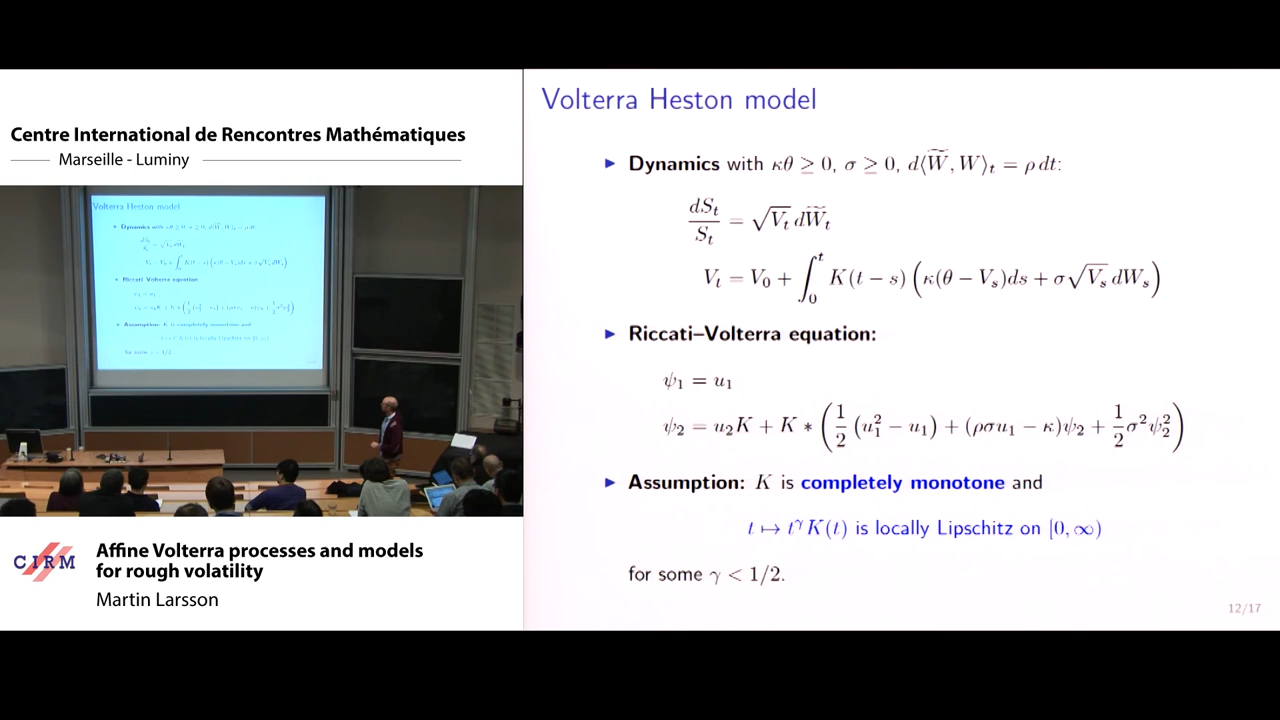 Centre International de Rencontres Mathématiques
Marseille - Luminy
CIRM
Affine Volterra processes and models
for rough volatility
Martin Larsson
Volterra Heston model
▶ Dynamics with κθ ≥ 0, σ ≥ 0, d⟨W̃, W⟩ₜ = ρ dt:
dSₜ/Sₜ = √Vₜ dW̃ₜ
Vₜ = V₀ + ∫₀ᵗ K(t − s) (κ(θ − Vₛ)ds + σ√Vₛ dWₛ)
▶ Riccati–Volterra equation:
ψ₁ = u₁
ψ₂ = u₂K + K ∗ (1/2 (u₁² − u₁) + (ρσu₁ − κ)ψ₂ + 1/2 σ²ψ₂²)
▶ Assumption: K is completely monotone and
t ↦ t^γ K(t) is locally Lipschitz on [0, ∞)
for some γ < 1/2.
12/17